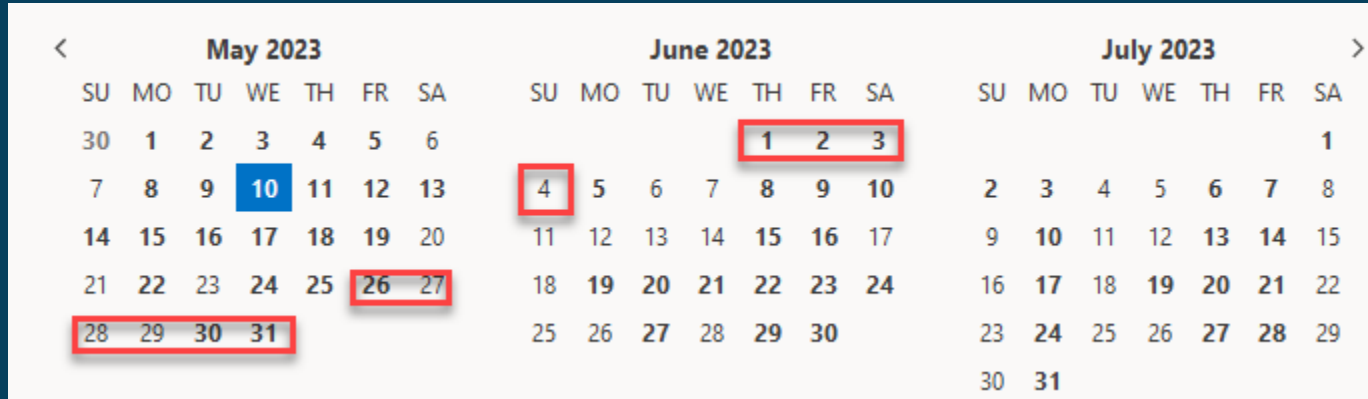 < May 2023 June 2023 July 2023 >
SU MO TU WE TH FR SA SU MO TU WE TH FR SA SU MO TU WE TH FR SA
30 1 2 3 4 5 6 1 2 3 1
7 8 9 10 11 12 13 4 5 6 7 8 9 10 2 3 4 5 6 7 8
14 15 16 17 18 19 20 11 12 13 14 15 16 17 9 10 11 12 13 14 15
21 22 23 24 25 26 27 18 19 20 21 22 23 24 16 17 18 19 20 21 22
28 29 30 31 25 26 27 28 29 30 23 24 25 26 27 28 29
30 31